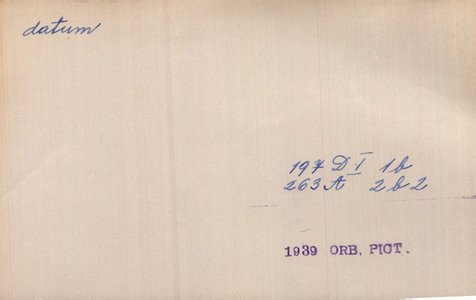 datum
197 D I 1b
263 A 2b2
1939 ORB. PICT.